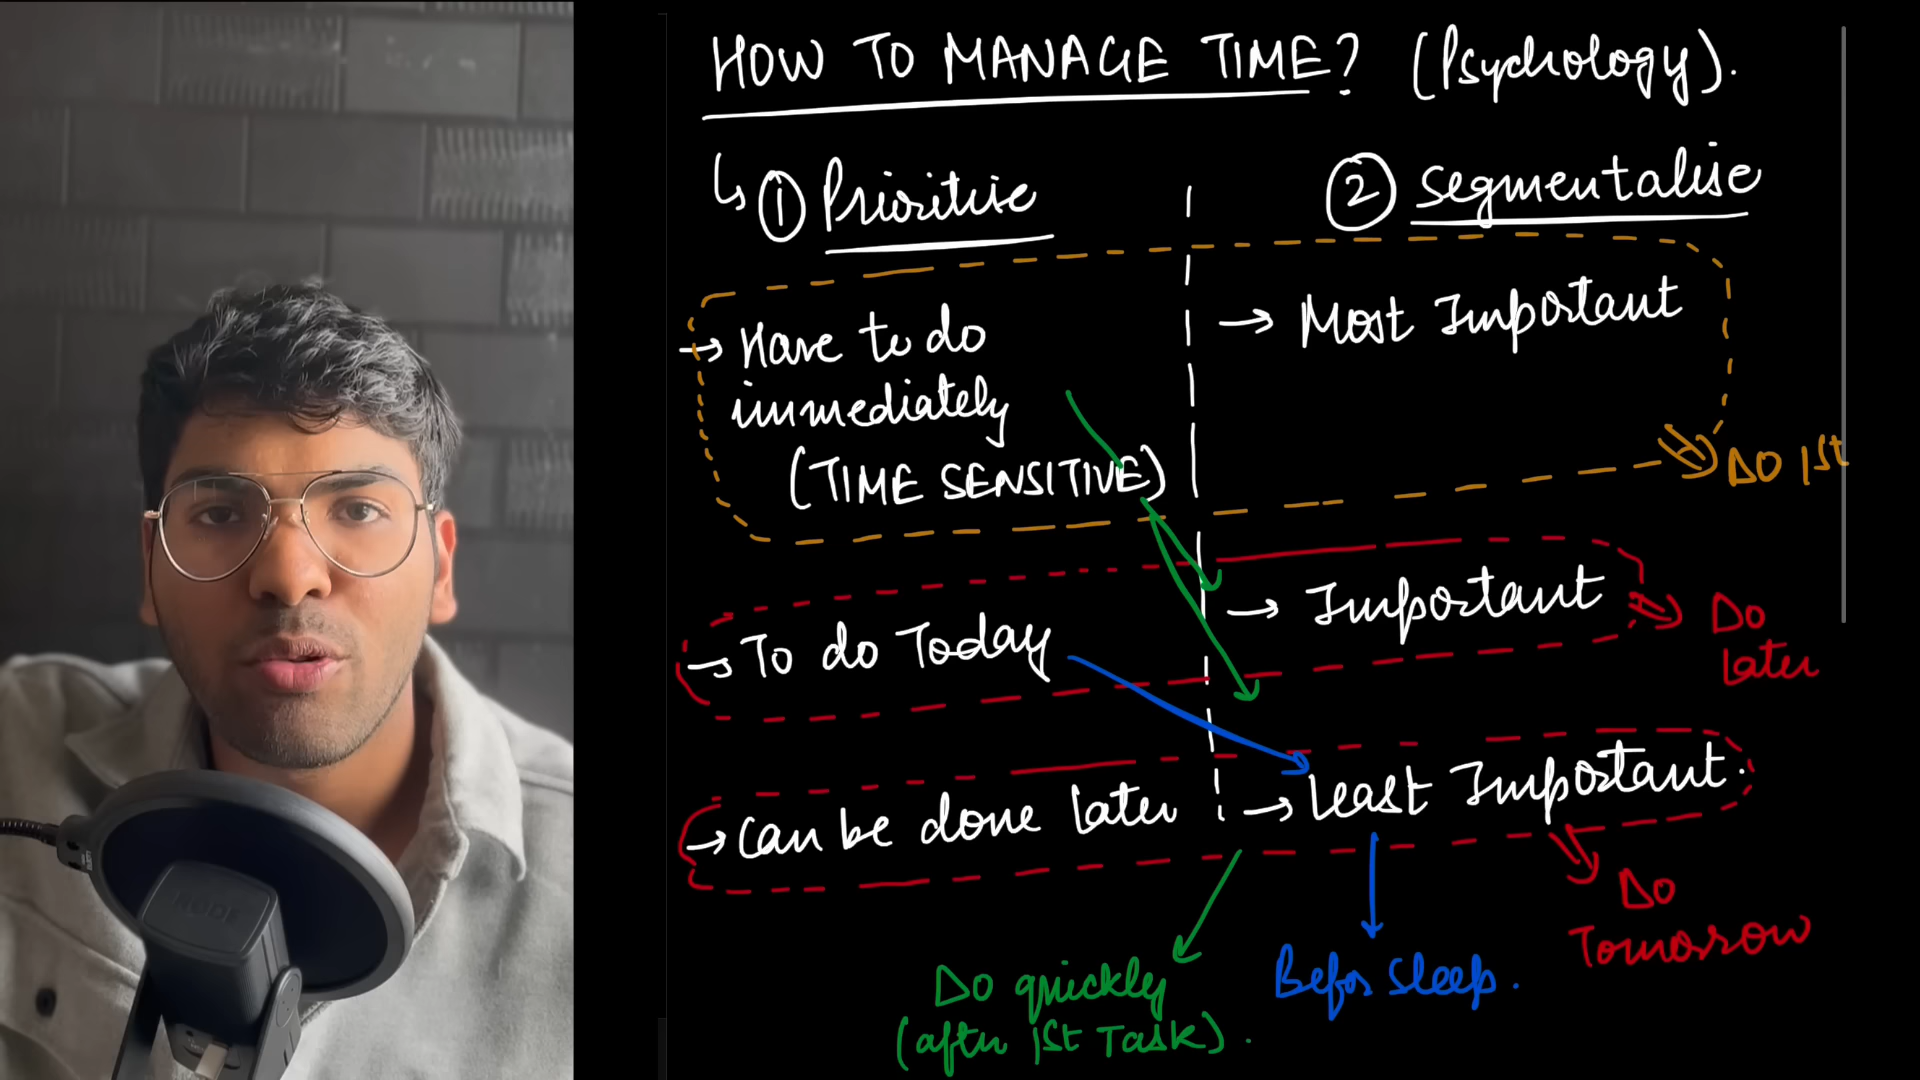 HOW TO MANAGE TIME? (Psychology).
↳ ① Prioritise
② Segmentalise
→ Have to do
immediately
(TIME SENSITIVE)
→ Most Important
⇒ DO 1st
→ To do Today
→ Important
⇒ Do
later
→ can be done later
→ least Important.
Do
Tomorrow
Do quickly
(after 1st Task).
Befor sleep.
NODE